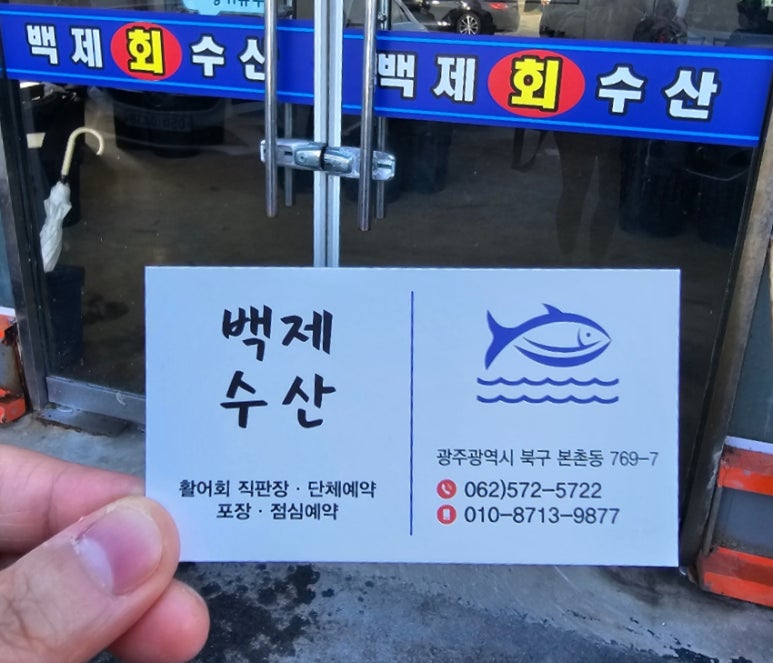 백제회수산
백제회수산
백제
수산
활어회 직판장 · 단체예약
포장 · 점심예약
광주광역시 북구 본촌동 769-7
062)572-5722
010-8713-9877